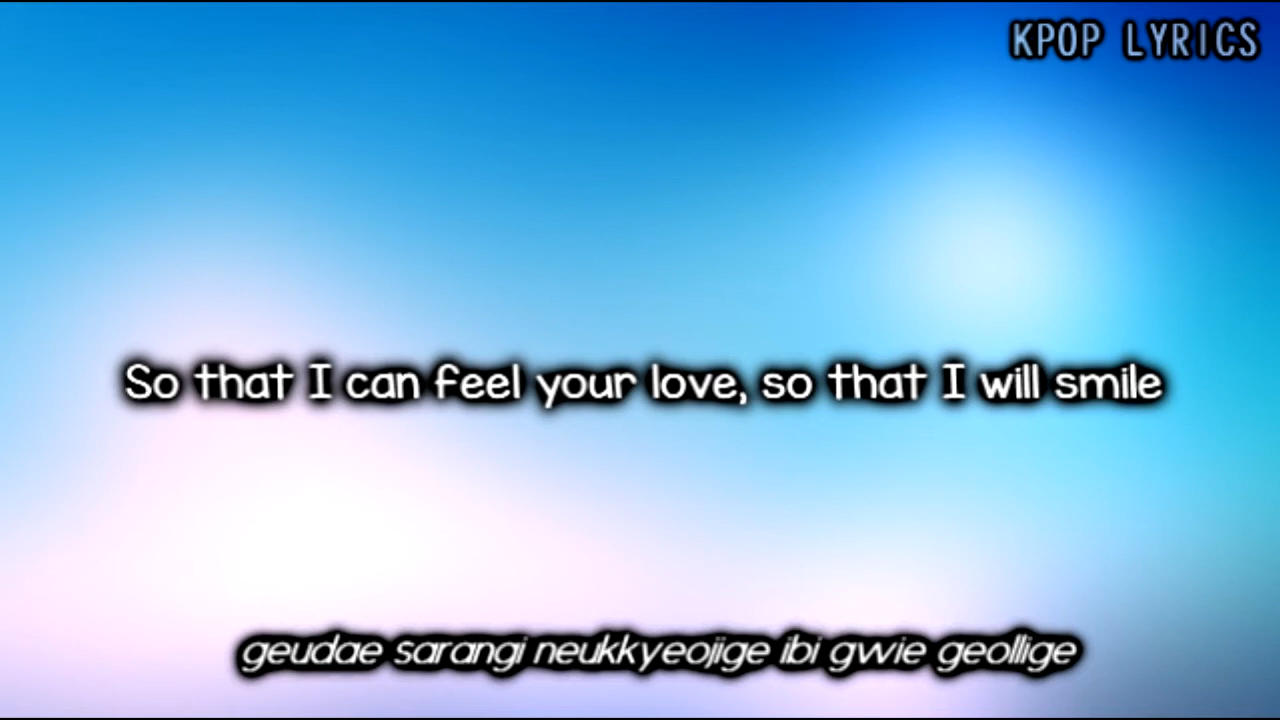 KPOP LYRICS
So that I can feel your love, so that I will smile
geudae sarangi neukkyeojige ibi gwie geollige